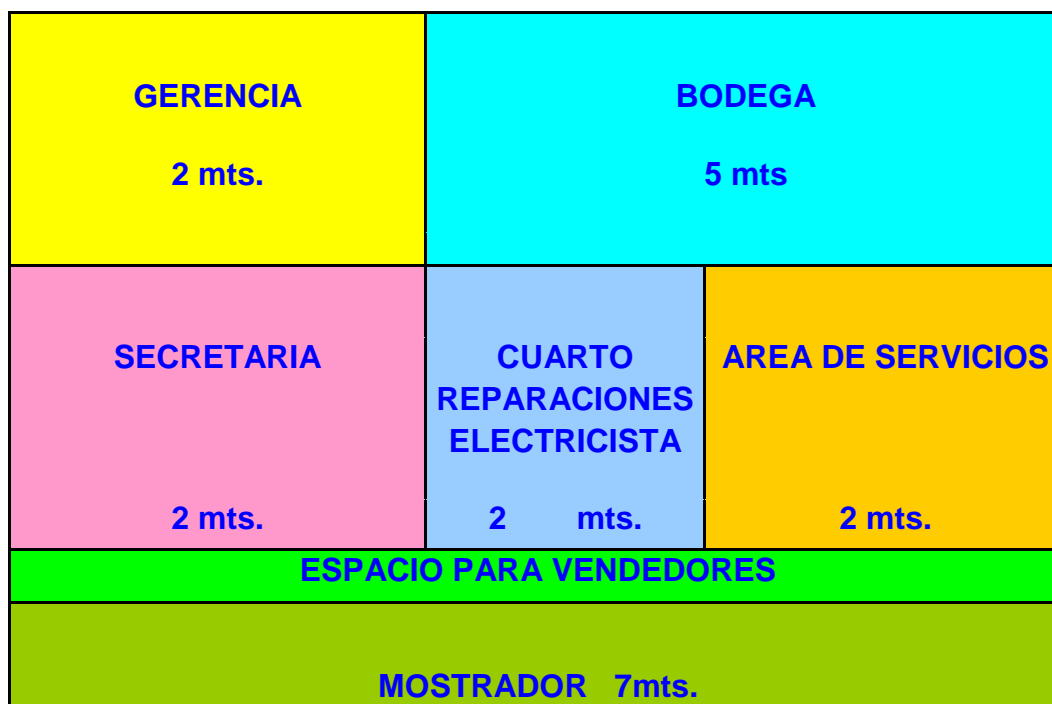 GERENCIA
2 mts.
BODEGA
5 mts
SECRETARIA
2 mts.
CUARTO
REPARACIONES
ELECTRICISTA
2 mts.
AREA DE SERVICIOS
2 mts.
ESPACIO PARA VENDEDORES
MOSTRADOR 7mts.